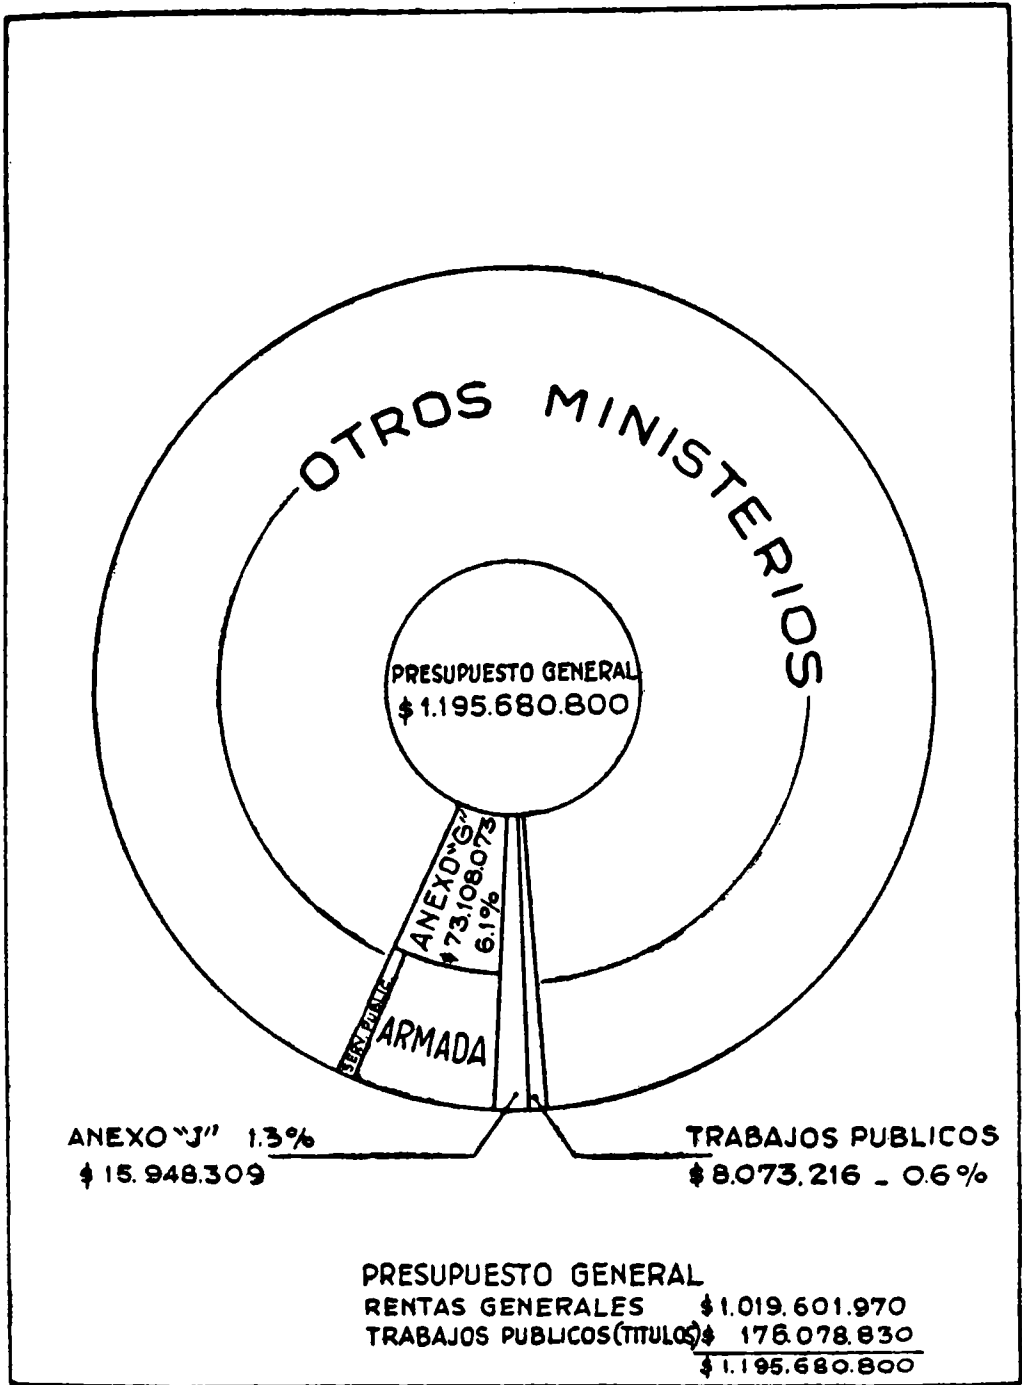 OTROS MINISTERIOS
PRESUPUESTO GENERAL
$ 1.195.680.800
ANEXO "G"
$ 73.108.073
6.1%
SERV. PUBLIC.
ARMADA
ANEXO "J" 1.3%
$ 15.948.309
TRABAJOS PUBLICOS
$ 8.073.216 - 0.6%
PRESUPUESTO GENERAL
RENTAS GENERALES $ 1.019.601.970
TRABAJOS PUBLICOS (TITULOS) $ 176.078.830
$ 1.195.680.800